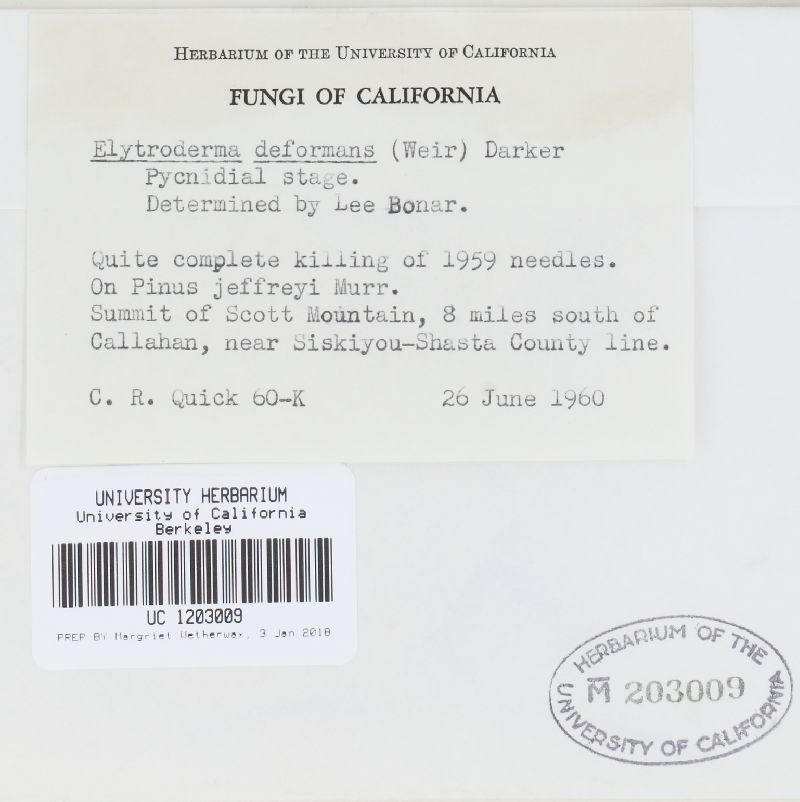 HERBARIUM OF THE UNIVERSITY OF CALIFORNIA
FUNGI OF CALIFORNIA
Elytroderma deformans (Weir) Darker
Pycnidial stage.
Determined by Lee Bonar.
Quite complete killing of 1959 needles.
On Pinus jeffreyi Murr.
Summit of Scott Mountain, 8 miles south of
Callahan, near Siskiyou-Shasta County line.
C. R. Quick 60-K 26 June 1960
UNIVERSITY HERBARIUM
University of California
Berkeley
UC 1203009
PREP BY Margriet Wetherwax, 3 Jan 2018
HERBARIUM OF THE
M 203009
UNIVERSITY OF CALIFORNIA